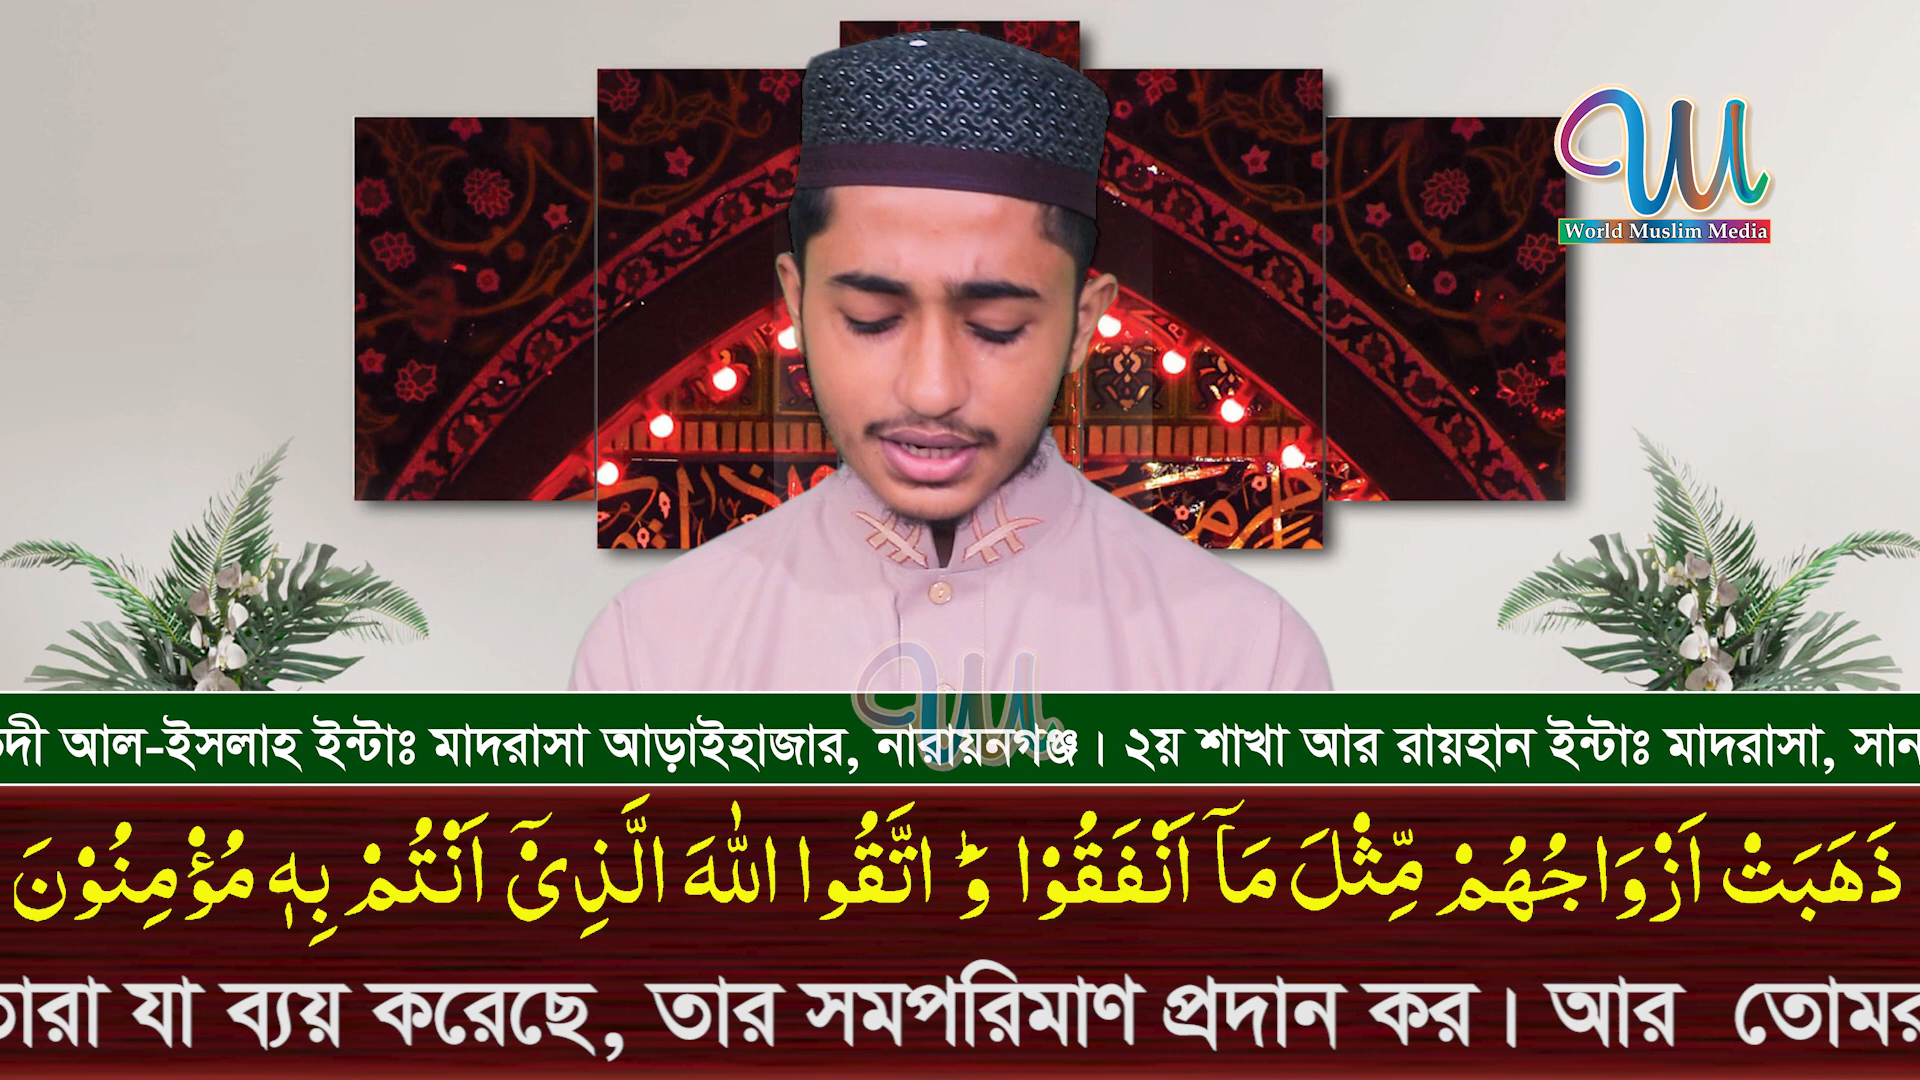 World Muslim Media
আল-ইসলাহ ইন্টাঃ মাদরাসা আড়াইহাজার, নারায়নগঞ্জ। ২য় শাখা আর রায়হান ইন্টাঃ মাদরাসা,
ذَهَبَتْ اَزْوَاجُهُمْ مِّثْلَ مَاۤ اَنْفَقُوْا ؕ وَ اتَّقُوا اللّٰهَ الَّذِیْۤ اَنْتُمْ بِهٖ مُؤْمِنُوْنَ
যা ব্যয় করেছে, তার সমপরিমাণ প্রদান কর। আর